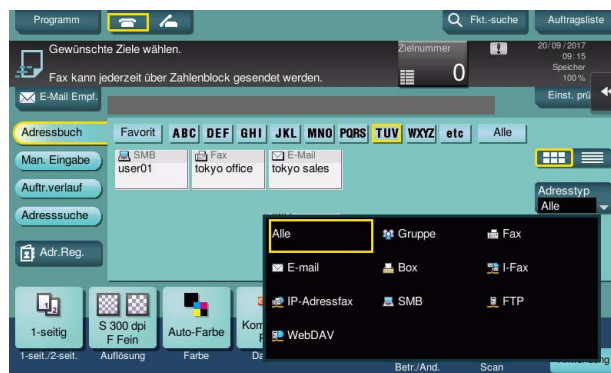 Programm
Fkt.-suche
Auftragsliste
Gewünschte Ziele wählen.
Fax kann jederzeit über Zahlenblock gesendet werden.
Zielnummer
0
20/09/2017
09:15
Speicher
100 %
E-Mail Empf.
Einst. prü
Adressbuch
Favorit
ABC
DEF
GHI
JKL
MNO
PQRS
TUV
WXYZ
etc
Alle
Man. Eingabe
SMB
user01
Fax
tokyo office
E-Mail
tokyo sales
Auftr.verlauf
Adresssuche
Adresstyp
Alle
Adr.Reg.
Alle
Gruppe
Fax
E-mail
Box
I-Fax
IP-Adressfax
SMB
FTP
WebDAV
1-seitig
S 300 dpi
F Fein
Auto-Farbe
Kom
1-seit./2-seit.
Auflösung
Farbe
Da
Betr./And.
Scan